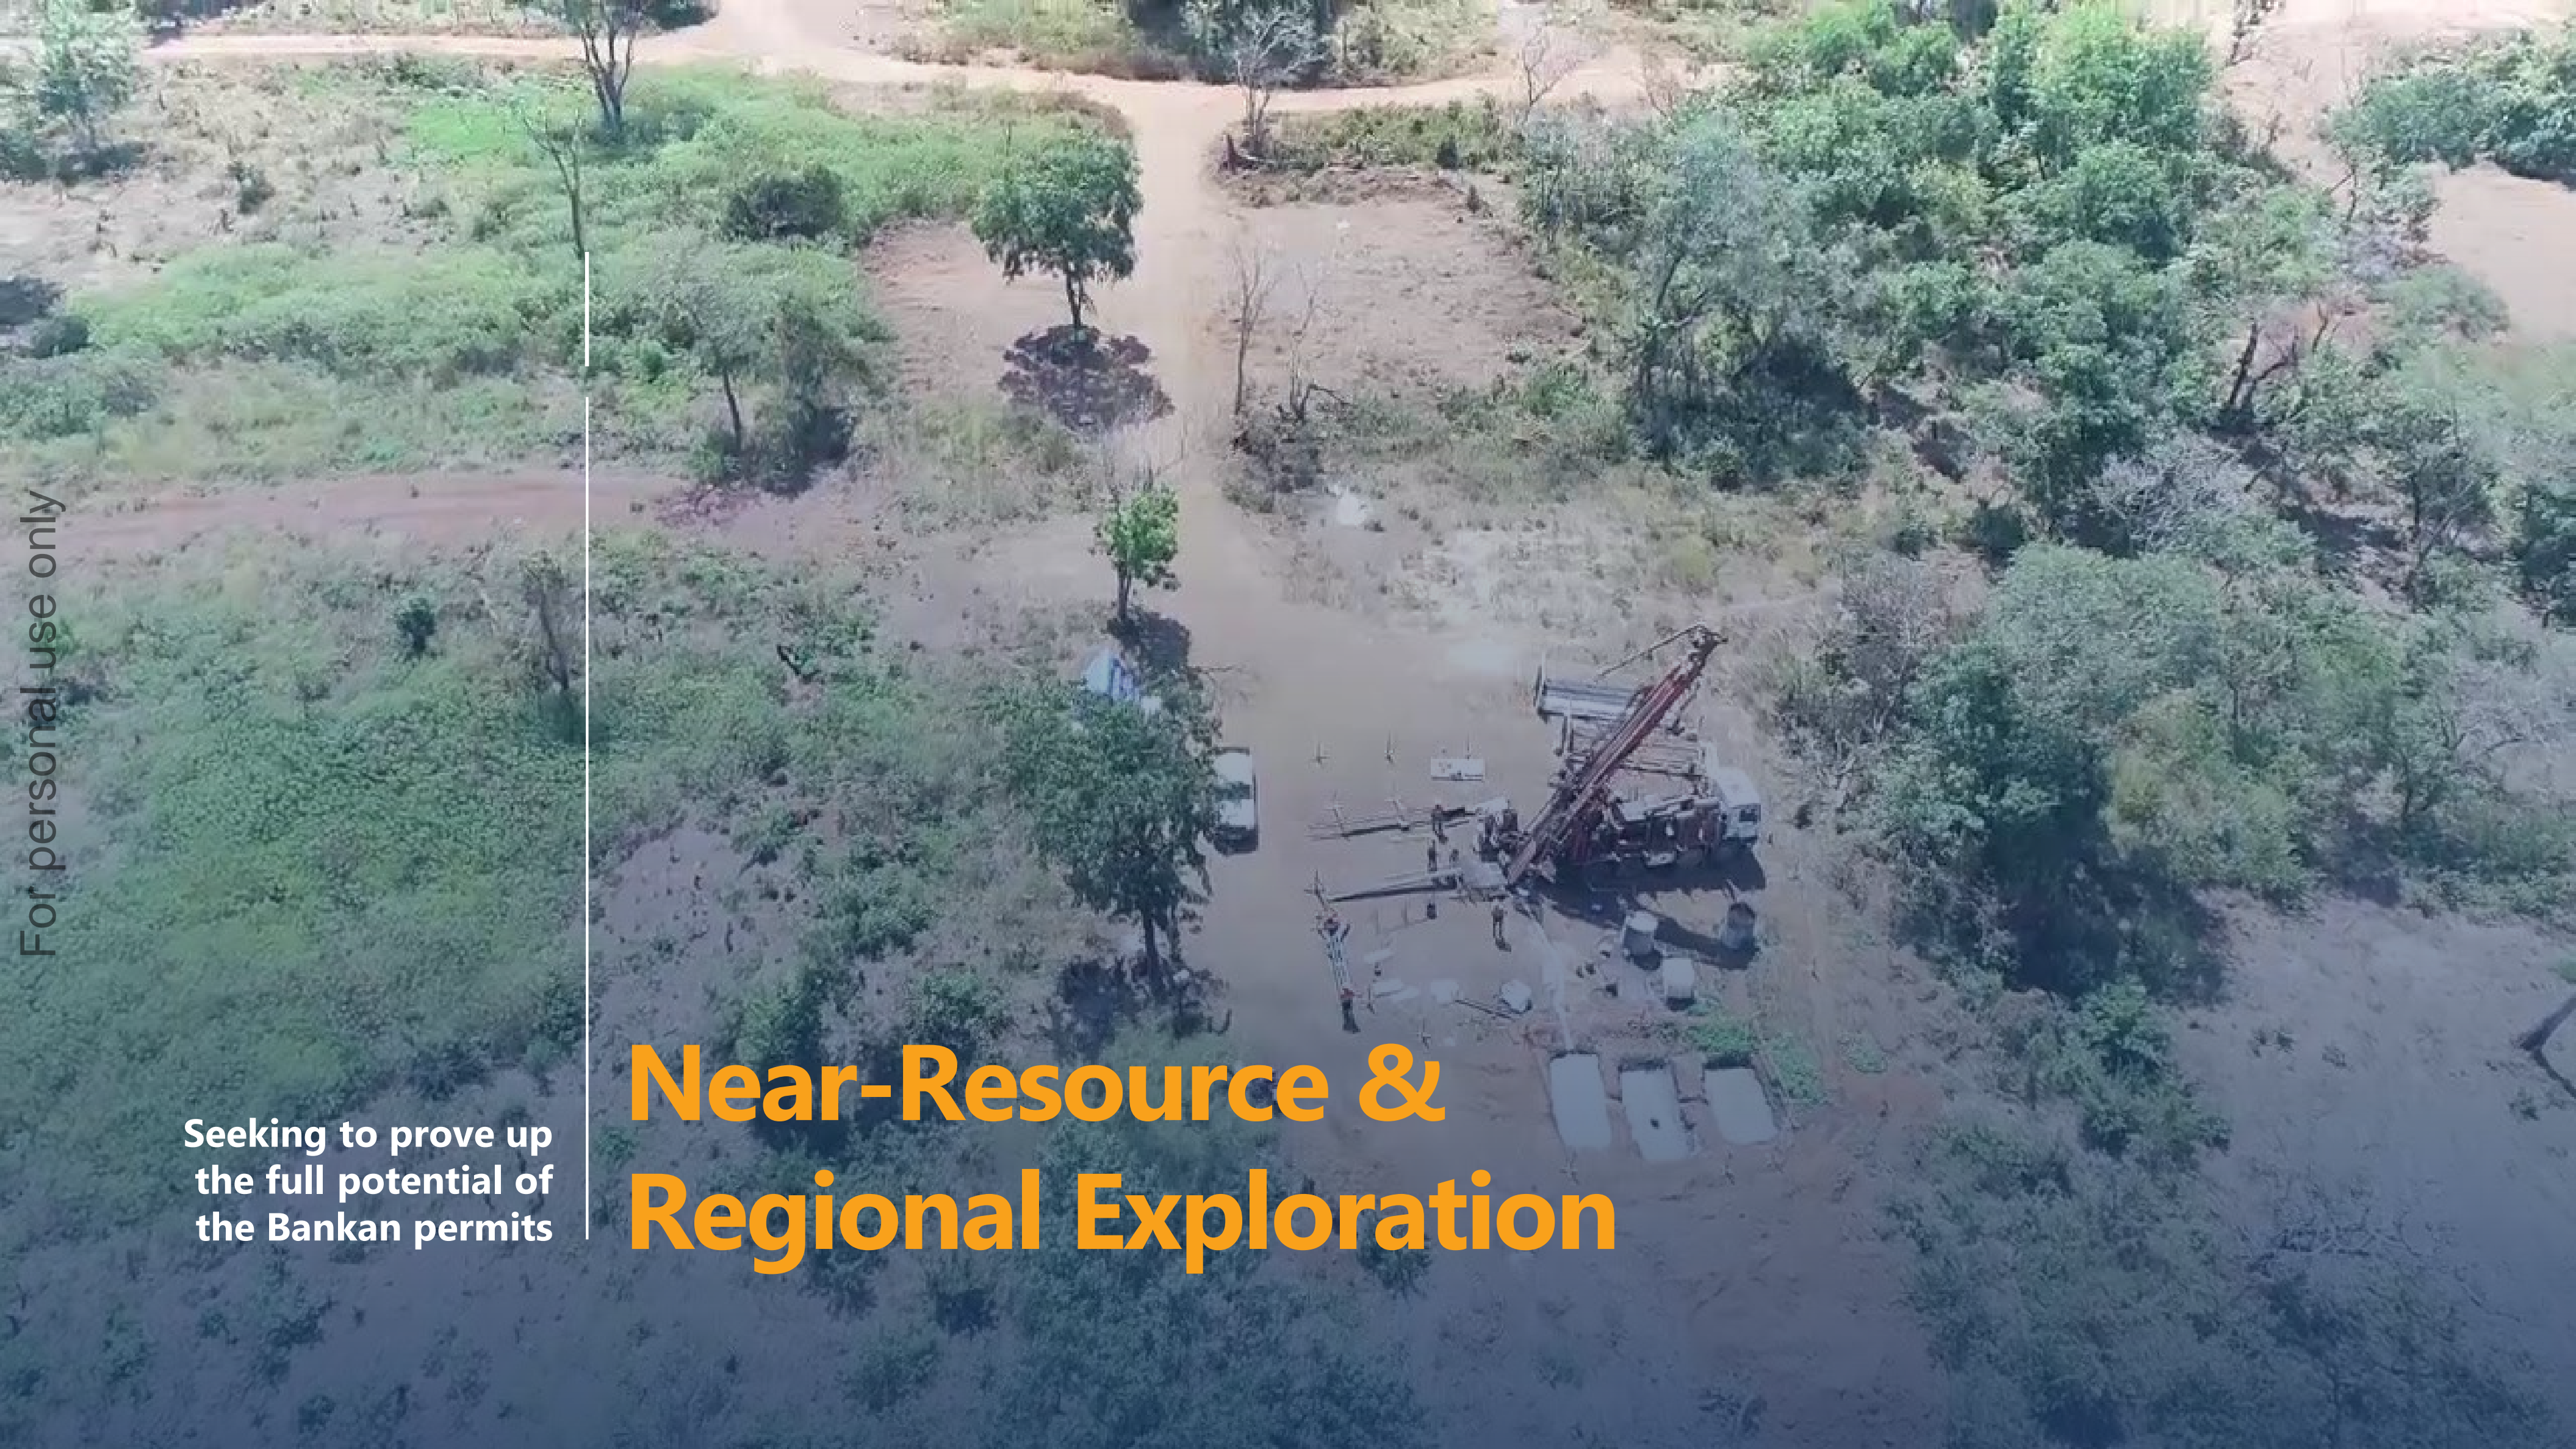 For personal use only
Seeking to prove up
the full potential of
the Bankan permits
Near-Resource &
Regional Exploration